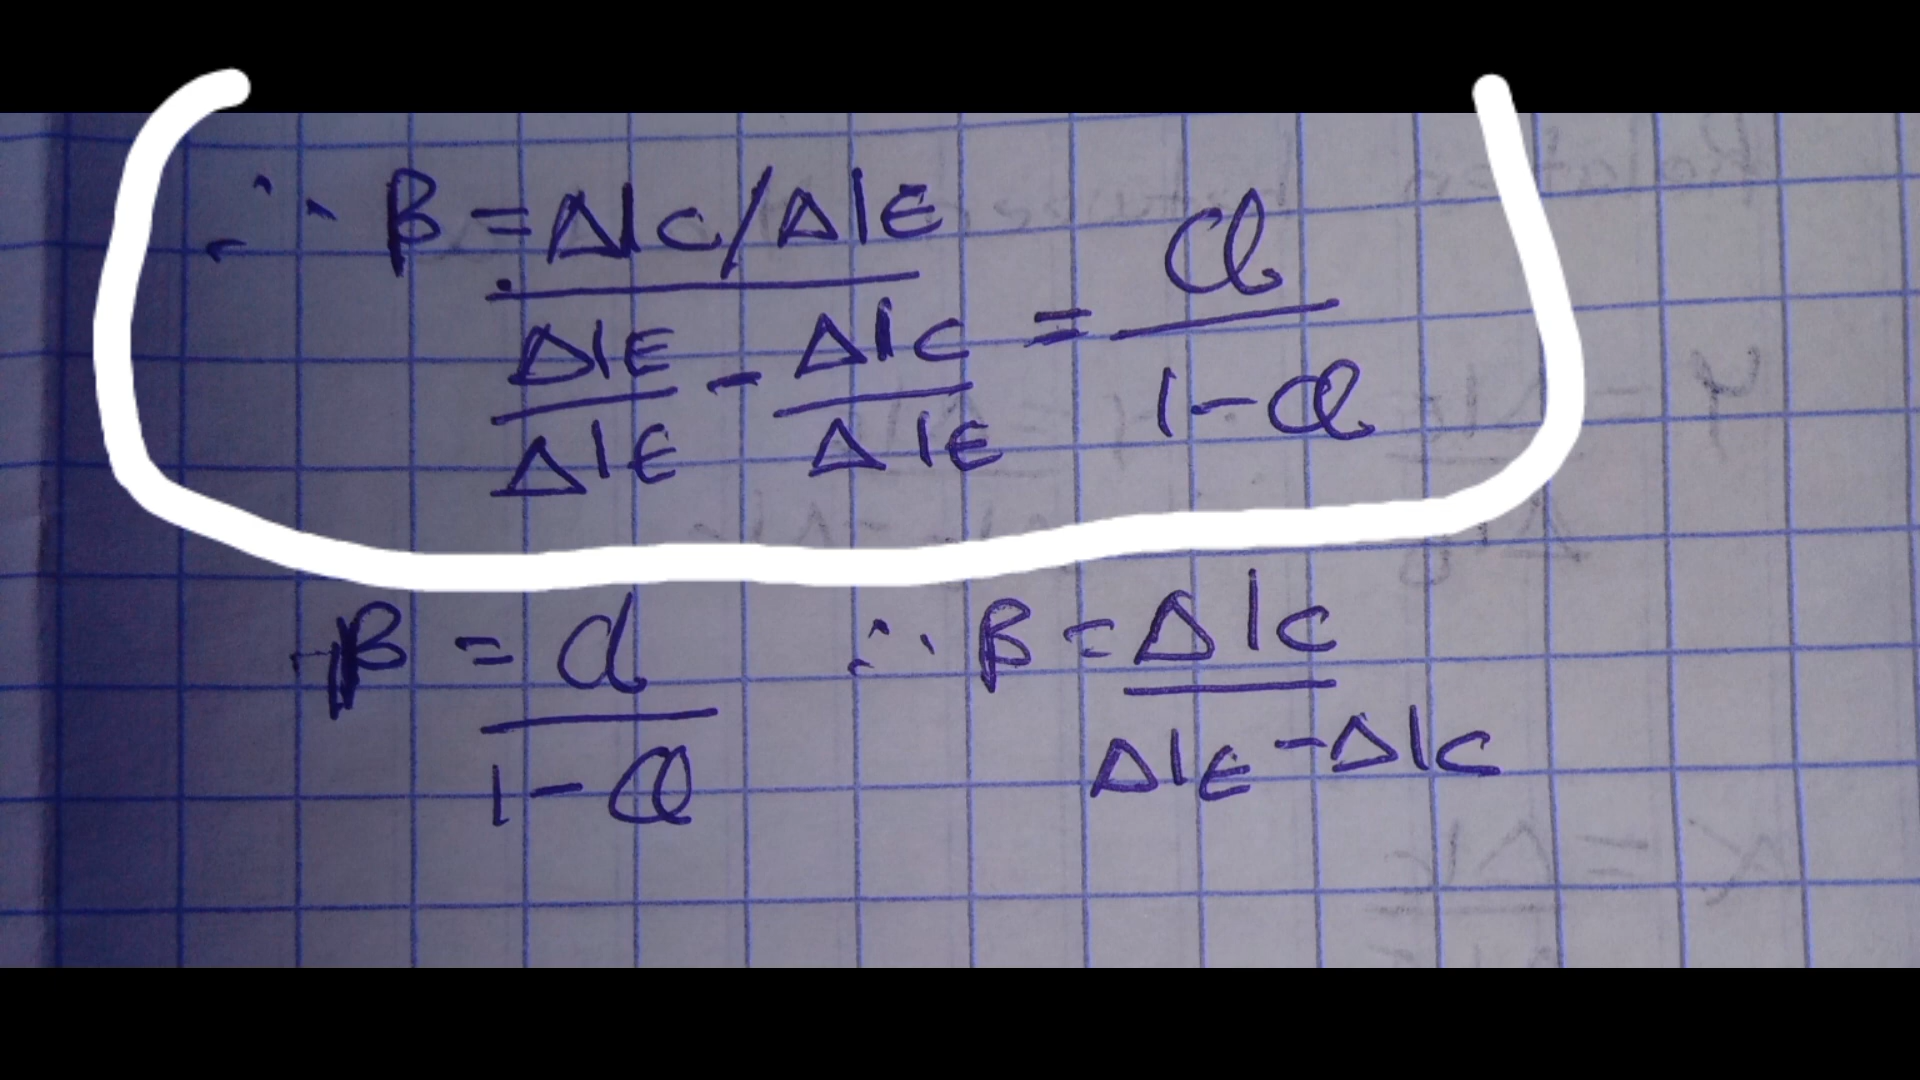 ∴ β = ΔIC/ΔIE
ΔIE/ΔIE - ΔIC/ΔIE = α/1-α
β = α/1-α ∴ β = ΔIC/ΔIE-ΔIC